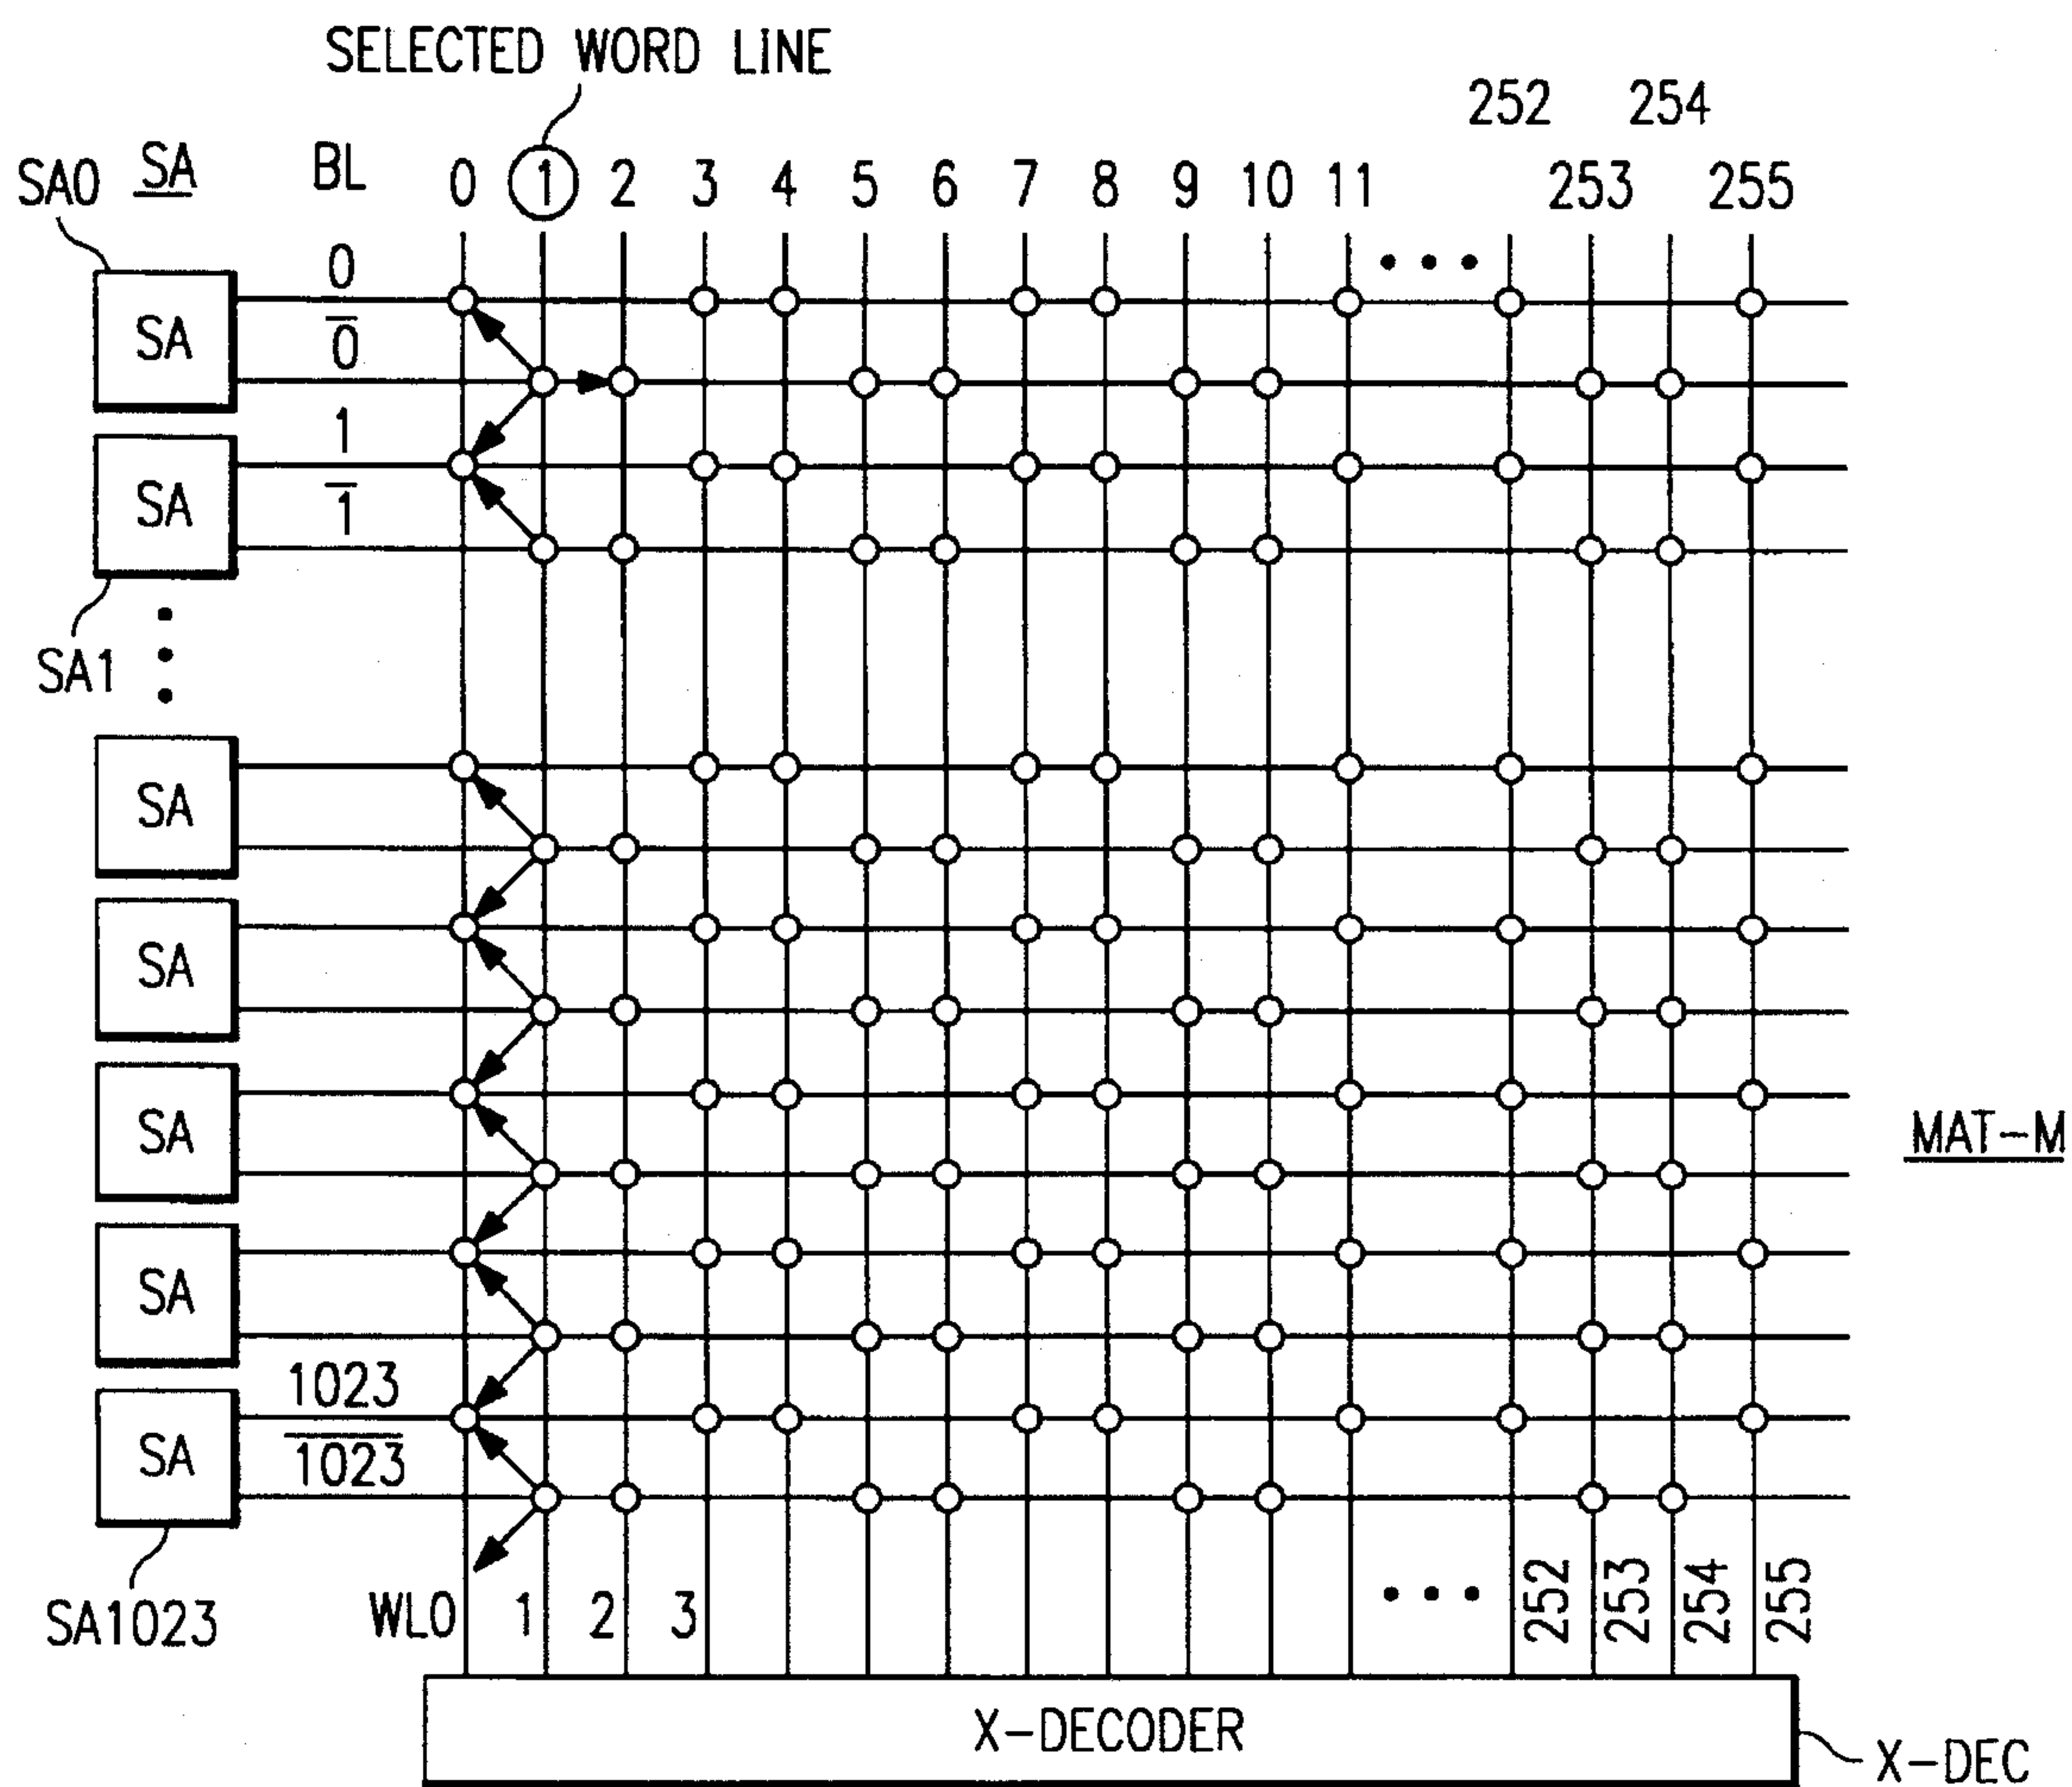 SELECTED WORD LINE
252 254
SA0 SA BL 0 1 2 3 4 5 6 7 8 9 10 11 253 255
0
SA
0̅
1
SA
1̅
SA1
SA
SA
SA
MAT-M
SA
1023
SA
1̅0̅2̅3̅
SA1023
WL0 1 2 3 252 253 254 255
X-DECODER
X-DEC